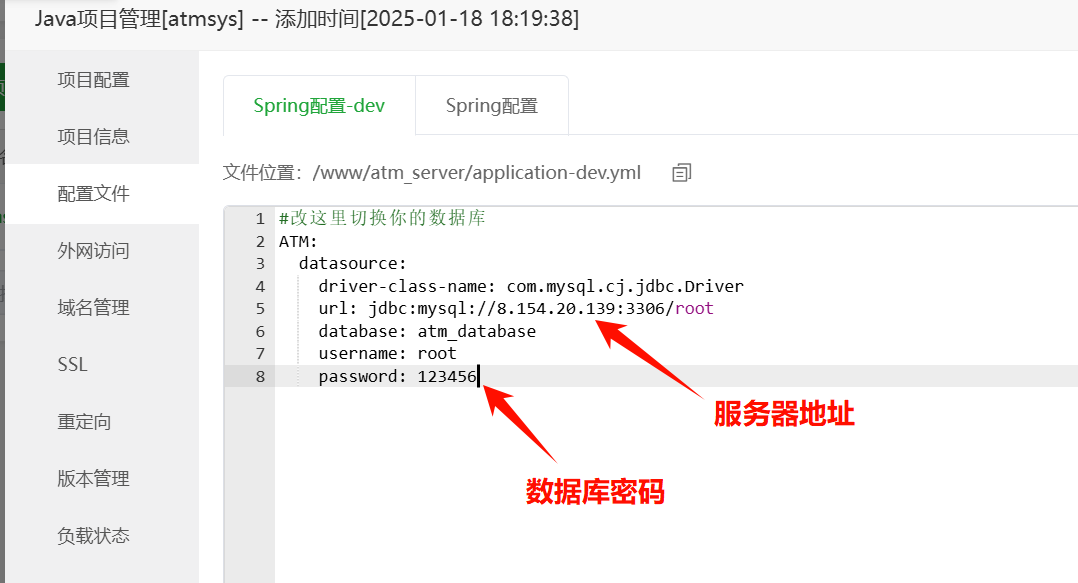 Java项目管理[atmsys] -- 添加时间[2025-01-18 18:19:38]
项目配置
项目信息
配置文件
外网访问
域名管理
SSL
重定向
版本管理
负载状态
Spring配置-dev
Spring配置
文件位置：/www/atm_server/application-dev.yml
1 #改这里切换你的数据库
2 ATM:
3 datasource:
4 driver-class-name: com.mysql.cj.jdbc.Driver
5 url: jdbc:mysql://8.154.20.139:3306/root
6 database: atm_database
7 username: root
8 password: 123456
服务器地址
数据库密码